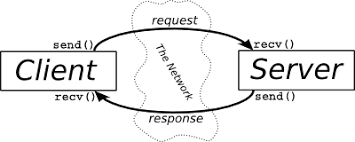 request
send()
recv()
Client
The Network
Server
recv()
send()
response